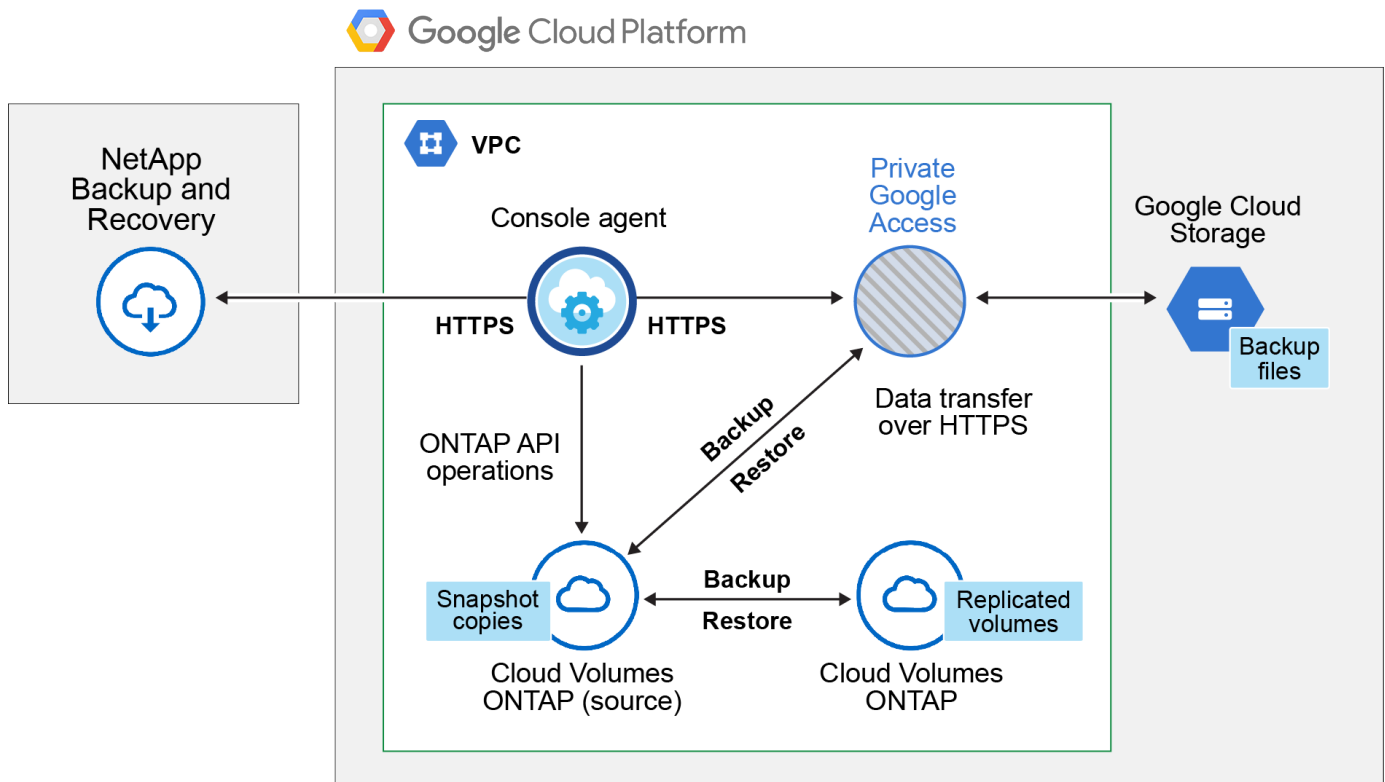 Google Cloud Platform
NetApp
Backup and
Recovery
VPC
Console agent
Private
Google
Access
Google Cloud
Storage
HTTPS
HTTPS
Backup
files
ONTAP API
operations
Backup
Restore
Data transfer
over HTTPS
Snapshot
copies
Backup
Restore
Replicated
volumes
Cloud Volumes
ONTAP (source)
Cloud Volumes
ONTAP